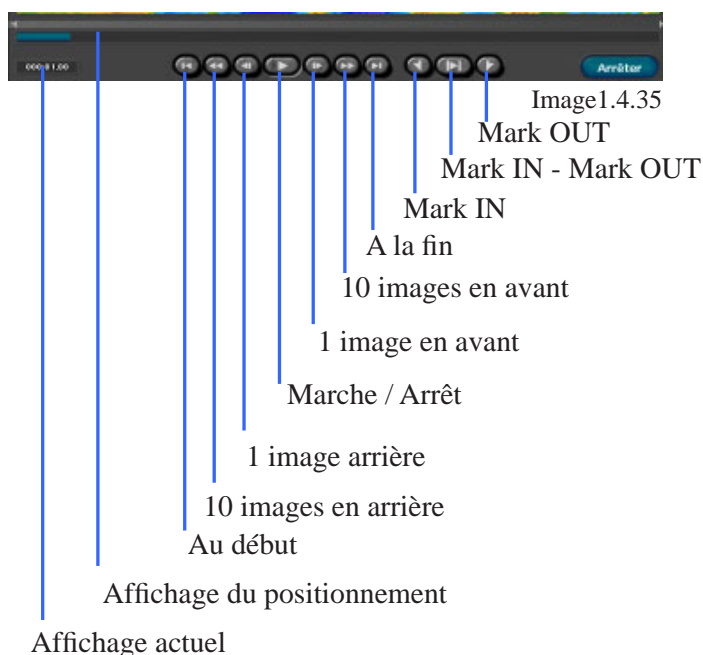 Arrêter
Image1.4.35
Mark OUT
Mark IN - Mark OUT
Mark IN
A la fin
10 images en avant
1 image en avant
Marche / Arrêt
1 image arrière
10 images en arrière
Au début
Affichage du positionnement
Affichage actuel